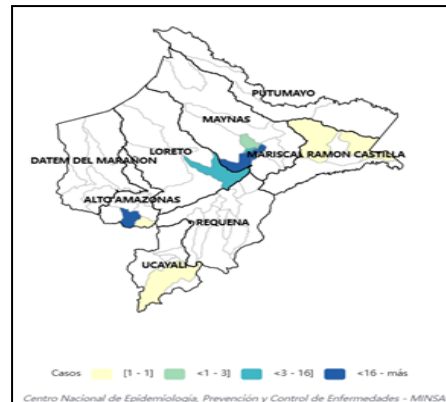 PUTUMAYO
MAYNAS
LORETO
MARISCAL RAMON CASTILLA
DATEM DEL MARAÑON
ALTO AMAZONAS
REQUENA
UCAYALI
Casos [1 - 1] <1 - 3] <3 - 16] <16 - más
Centro Nacional de Epidemiologia, Prevención y Control de Enfermedades - MINSA